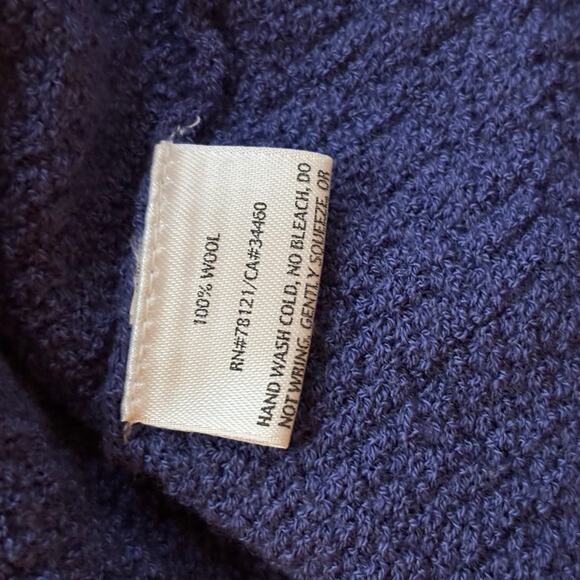 100% WOOL
RN#78121/CA#34460
HAND WASH COLD, NO BLEACH, DO
NOT WRING, GENTLY SQUEEZE, OR